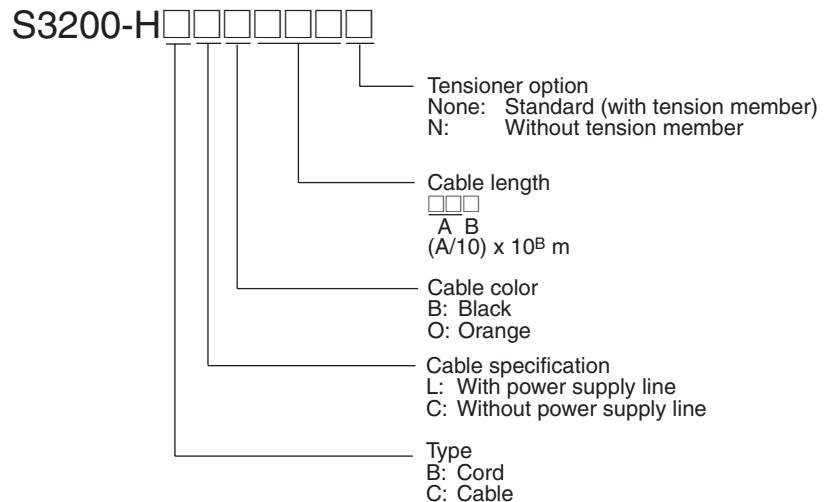 S3200-H□□□□□□□
Tensioner option
None: Standard (with tension member)
N: Without tension member
Cable length
□□□
A B
(A/10) x 10ᴮ m
Cable color
B: Black
O: Orange
Cable specification
L: With power supply line
C: Without power supply line
Type
B: Cord
C: Cable